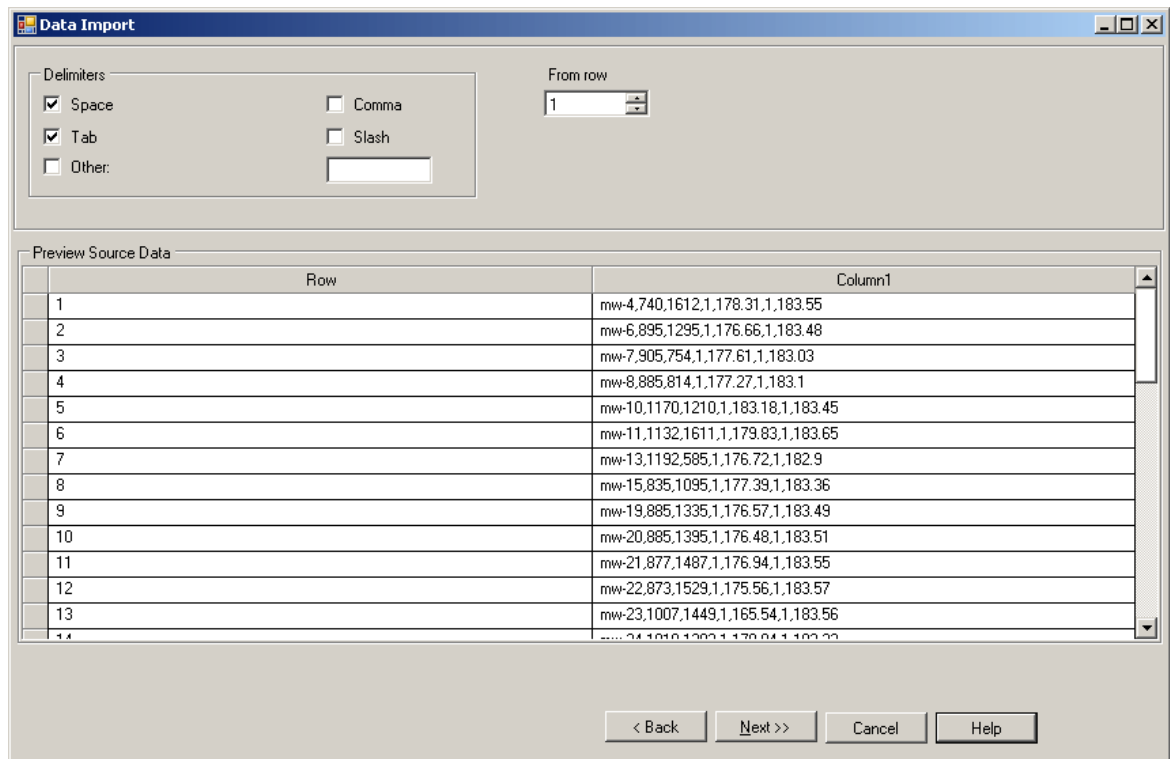 Data Import
Delimiters
From row
Space
Comma
1
Tab
Slash
Other:
Preview Source Data
Row Column1
1 mw-4,740,1612,1,178.31,1,183.55
2 mw-6,895,1295,1,176.66,1,183.48
3 mw-7,905,754,1,177.61,1,183.03
4 mw-8,885,814,1,177.27,1,183.1
5 mw-10,1170,1210,1,183.18,1,183.45
6 mw-11,1132,1611,1,179.83,1,183.65
7 mw-13,1192,585,1,176.72,1,182.9
8 mw-15,835,1095,1,177.39,1,183.36
9 mw-19,885,1335,1,176.57,1,183.49
10 mw-20,885,1395,1,176.48,1,183.51
11 mw-21,877,1487,1,176.94,1,183.55
12 mw-22,873,1529,1,175.56,1,183.57
13 mw-23,1007,1449,1,165.54,1,183.56
14
< Back Next >> Cancel Help